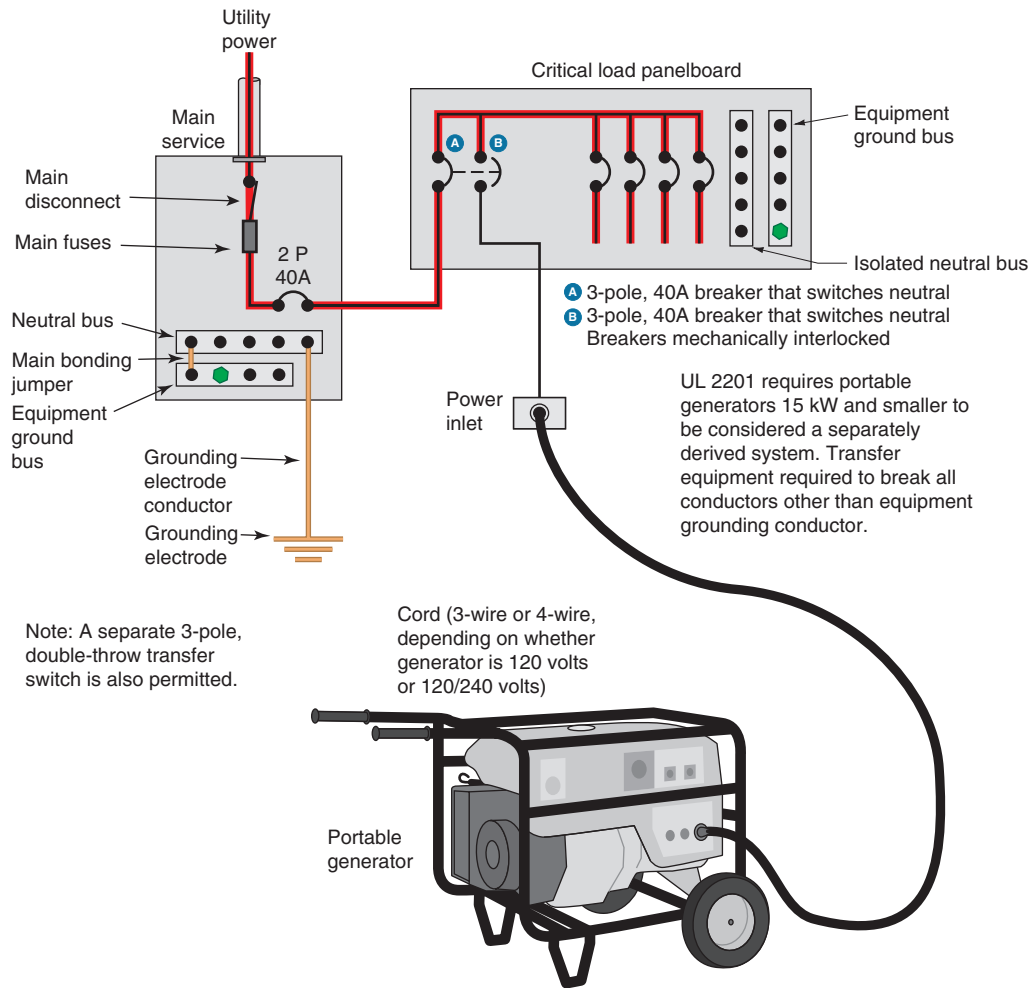 Utility
power
Critical load panelboard
Main
service
Equipment
ground bus
A
B
Main
disconnect
Main fuses
2 P
40A
Isolated neutral bus
A 3-pole, 40A breaker that switches neutral
B 3-pole, 40A breaker that switches neutral
Breakers mechanically interlocked
Neutral bus
Main bonding
jumper
Equipment
ground
bus
Power
inlet
UL 2201 requires portable
generators 15 kW and smaller to
be considered a separately
derived system. Transfer
equipment required to break all
conductors other than equipment
grounding conductor.
Grounding
electrode
conductor
Grounding
electrode
Note: A separate 3-pole,
double-throw transfer
switch is also permitted.
Cord (3-wire or 4-wire,
depending on whether
generator is 120 volts
or 120/240 volts)
Portable
generator